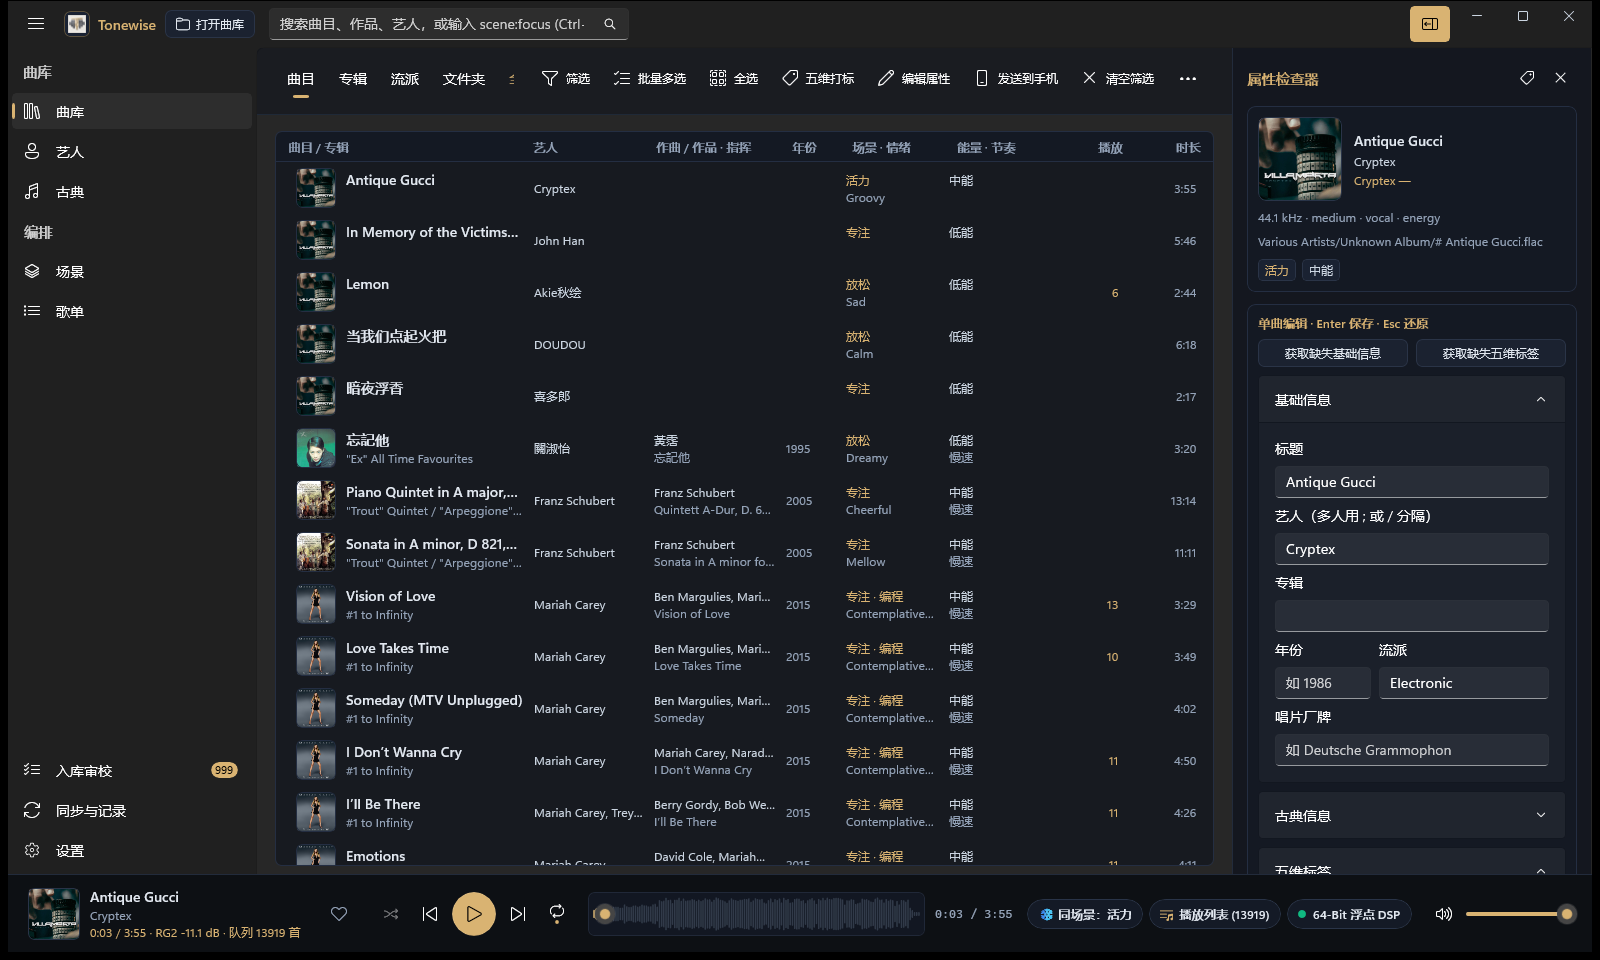 Tonewise
打开曲库
搜索曲目、作品、艺人，或输入 scene:focus (Ctrl-
曲库
曲库
艺人
古典
编排
场景
歌单
入库审校
999
同步与记录
设置
曲目
专辑
流派
文件夹
筛选
批量多选
全选
五维打标
编辑属性
发送到手机
清空筛选
曲目 / 专辑
艺人
作曲 / 作品 · 指挥
年份
场景 · 情绪
能量 · 节奏
播放
时长
Antique Gucci
Cryptex
活力
Groovy
中能
3:55
In Memory of the Victims...
John Han
专注
低能
5:46
Lemon
Akie秋绘
放松
Sad
低能
6
2:44
当我们点起火把
DOUDOU
放松
Calm
低能
6:18
暗夜浮香
喜多郎
专注
低能
2:17
忘記他
"Ex" All Time Favourites
關淑怡
黃霑
忘記他
1995
放松
Dreamy
低能
慢速
3:20
Piano Quintet in A major,...
"Trout" Quintet / "Arpeggione"...
Franz Schubert
Franz Schubert
Quintett A-Dur, D. 6...
2005
专注
Cheerful
中能
慢速
13:14
Sonata in A minor, D 821,...
"Trout" Quintet / "Arpeggione"...
Franz Schubert
Franz Schubert
Sonata in A minor fo...
2005
专注
Mellow
中能
慢速
11:11
Vision of Love
#1 to Infinity
Mariah Carey
Ben Margulies, Mari...
Vision of Love
2015
专注 · 编程
Contemplative...
中能
慢速
13
3:29
Love Takes Time
#1 to Infinity
Mariah Carey
Ben Margulies, Mari...
Love Takes Time
2015
专注 · 编程
Contemplative...
中能
慢速
10
3:49
Someday (MTV Unplugged)
#1 to Infinity
Mariah Carey
Ben Margulies, Mari...
Someday
2015
专注 · 编程
Contemplative...
中能
慢速
4:02
I Don't Wanna Cry
#1 to Infinity
Mariah Carey
Mariah Carey, Narad...
I Don't Wanna Cry
2015
专注 · 编程
Contemplative...
中能
慢速
11
4:50
I'll Be There
#1 to Infinity
Mariah Carey, Trey...
Berry Gordy, Bob We...
I'll Be There
2015
专注 · 编程
Contemplative...
中能
慢速
11
4:26
Emotions
Mariah Carey
David Cole, Mariah...
2015
专注 · 编程
中能
11
4:11
属性检查器
Antique Gucci
Cryptex
Cryptex —
44.1 kHz · medium · vocal · energy
Various Artists/Unknown Album/# Antique Gucci.flac
活力
中能
单曲编辑 · Enter 保存 · Esc 还原
获取缺失基础信息
获取缺失五维标签
基础信息
标题
Antique Gucci
艺人（多人用 ; 或 / 分隔）
Cryptex
专辑
年份
流派
如 1986
Electronic
唱片厂牌
如 Deutsche Grammophon
古典信息
五维标签
Antique Gucci
Cryptex
0:03 / 3:55 · RG2 -11.1 dB · 队列 13919 首
0:03 / 3:55
同场景：活力
播放列表 (13919)
64-Bit 浮点 DSP